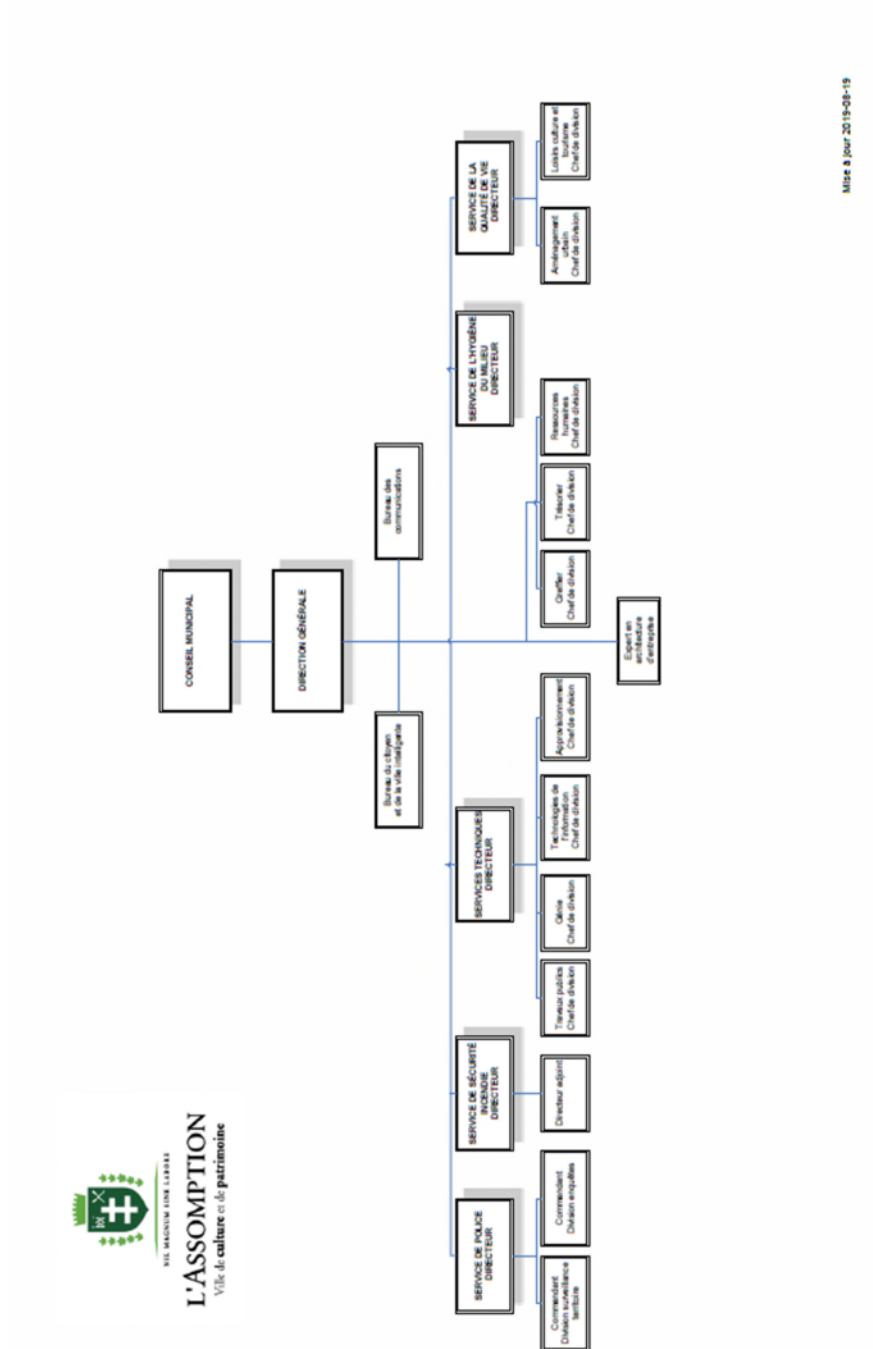 NIL MAGNUM SINE LABORE
L'ASSOMPTION
Ville de culture et de patrimoine
CONSEIL MUNICIPAL
DIRECTION GÉNÉRALE
Bureau du citoyen
et de la ville intelligente
Bureau des
communications
SERVICE DE POLICE
DIRECTEUR
SERVICE DE SÉCURITÉ
INCENDIE
DIRECTEUR
SERVICES TECHNIQUES
DIRECTEUR
SERVICE DE L'HYGIÈNE
DU MILIEU
DIRECTEUR
SERVICE DE LA
QUALITÉ DE VIE
DIRECTEUR
Commandant
Division surveillance
territoire
Commandant
Division enquêtes
Directeur adjoint
Travaux publics
Chef de division
Génie
Chef de division
Technologies de
l'information
Chef de division
Approvisionnement
Chef de division
Greffier
Chef de division
Trésorier
Chef de division
Ressources
humaines
Chef de division
Aménagement
urbain
Chef de division
Loisirs culture et
tourisme
Chef de division
Expert en
architecture
d'entreprise
Mise à jour 2019-08-19